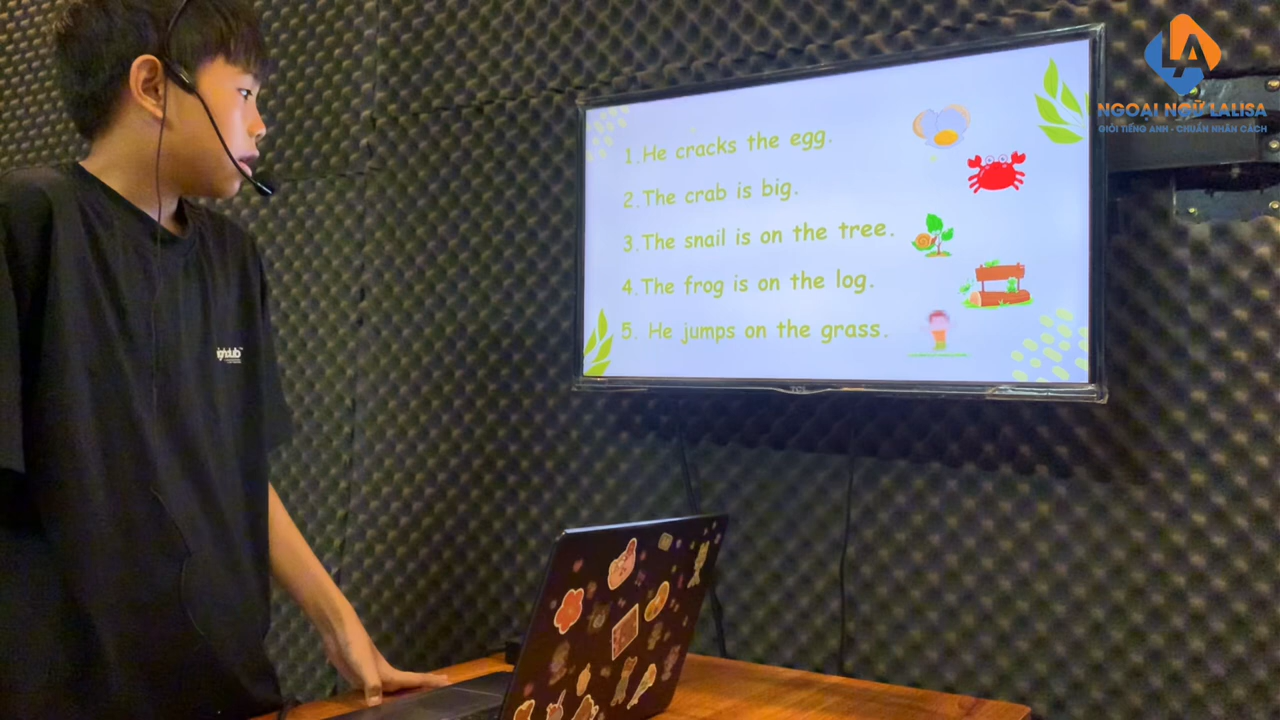 NGOẠI NGỮ LALISA
GIỎI TIẾNG ANH - CHUẨN NHÂN CÁCH
1. He cracks the egg.
2. The crab is big.
3. The snail is on the tree.
4. The frog is on the log.
5. He jumps on the grass.
TCL